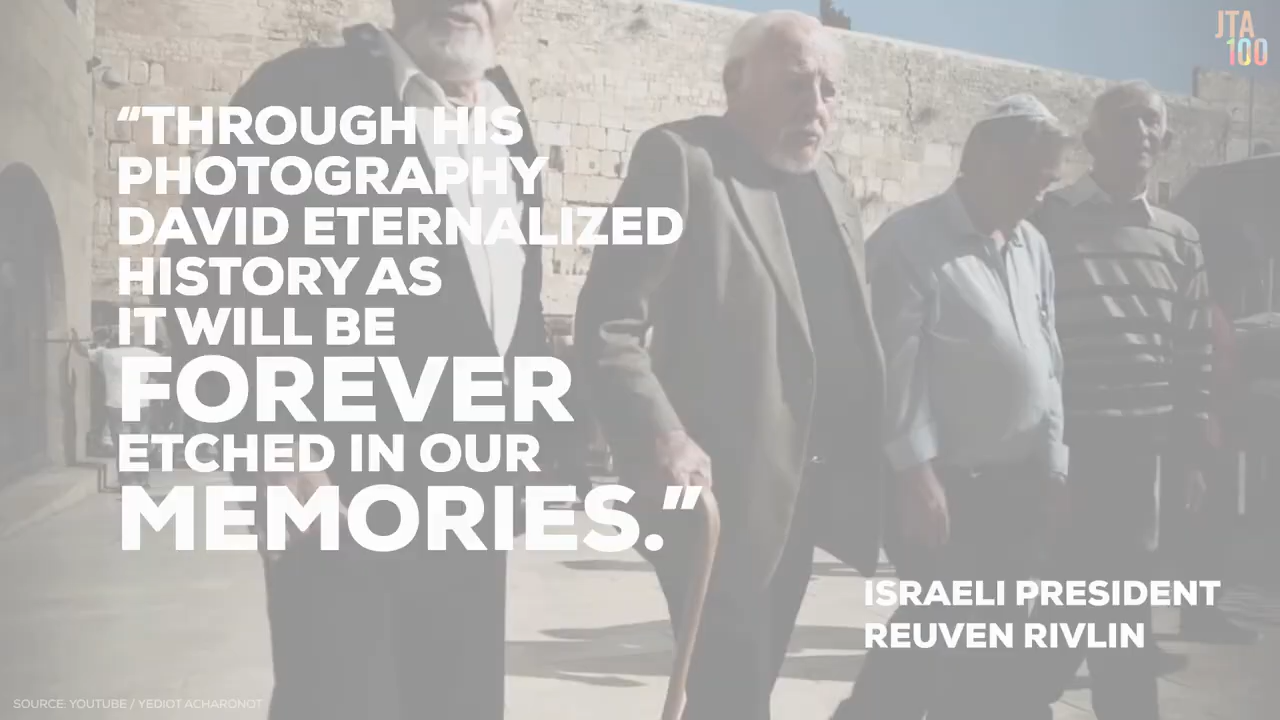 JTA
100
“THROUGH HIS
PHOTOGRAPHY
DAVID ETERNALIZED
HISTORY AS
IT WILL BE
FOREVER
ETCHED IN OUR
MEMORIES.”
ISRAELI PRESIDENT
REUVEN RIVLIN
SOURCE: YOUTUBE / YEDIOT ACHARONOT